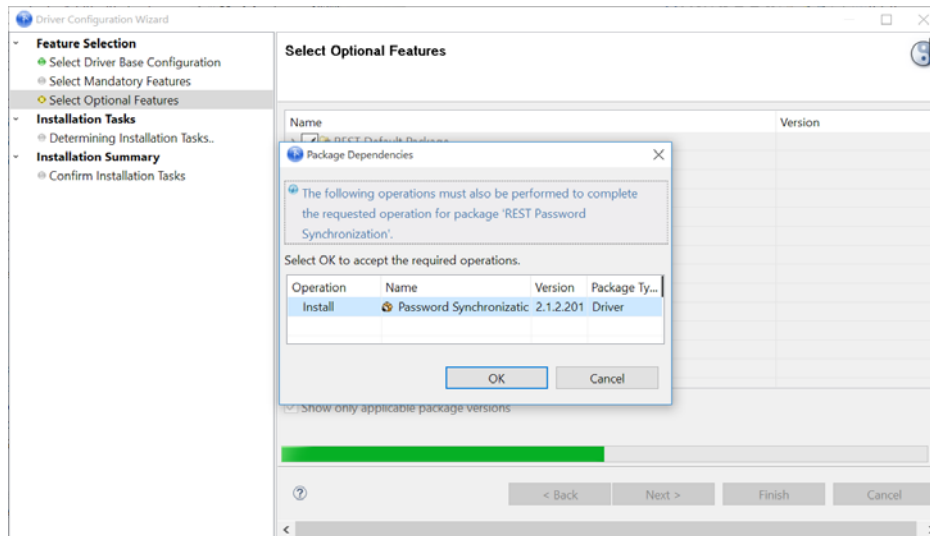 Driver Configuration Wizard
Feature Selection
Select Driver Base Configuration
Select Mandatory Features
Select Optional Features
Installation Tasks
Determining Installation Tasks..
Installation Summary
Confirm Installation Tasks
Select Optional Features
Name Version
REST Default Package
Package Dependencies
The following operations must also be performed to complete
the requested operation for package 'REST Password
Synchronization'.
Select OK to accept the required operations.
Operation Name Version Package Ty...
Install Password Synchronizatic 2.1.2.201 Driver
OK Cancel
Show only applicable package versions
< Back Next > Finish Cancel